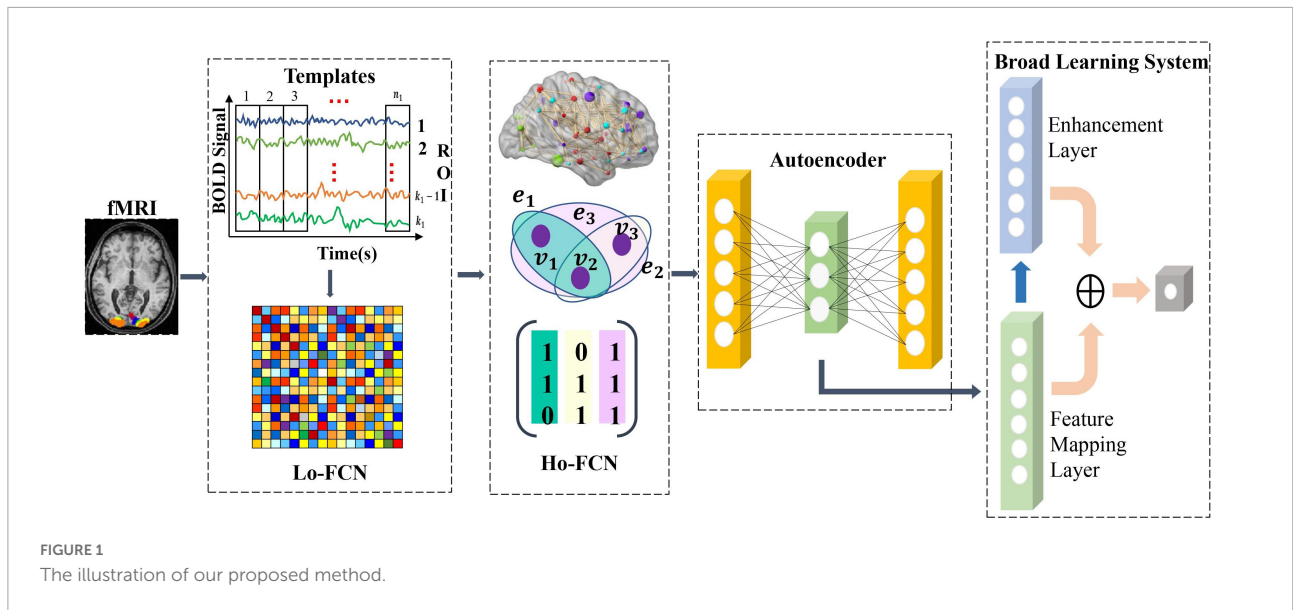 fMRI
Templates
1 2 3 ... n₁
BOLD Signal
1
2
R
O
I
k₁−1
k₁
Time(s)
Lo-FCN
e₁
e₃
v₃
v₁
v₂
e₂
1 0 1
1 1 1
0 1 1
Ho-FCN
Autoencoder
Broad Learning System
Enhancement
Layer
⊕
Feature
Mapping
Layer
FIGURE 1
The illustration of our proposed method.